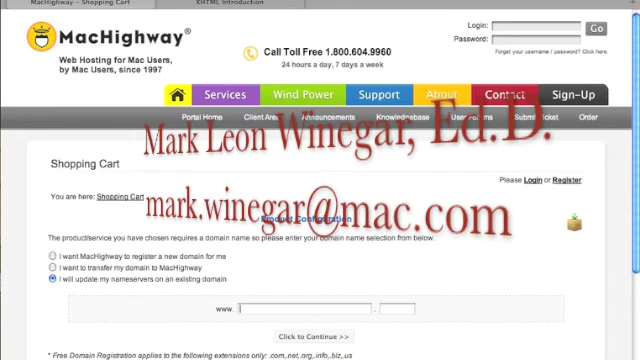 MacHighway – Shopping Cart
XHTML Introduction
MacHighway®
Web Hosting for Mac Users,
by Mac Users, since 1997
Call Toll Free 1.800.604.9960
24 hours a day, 7 days a week
Login:
Password:
Go
Forget your username / password? Click here.
Services
Wind Power
Support
About
Contact
Sign-Up
Portal Home
Client Area
Announcements
Knowledgebase
User Forums
Submit Ticket
Order
Mark Leon Winegar, Ed.D.
Shopping Cart
Please Login or Register
You are here: Shopping Cart
mark.winegar@mac.com
Product Configuration
The product/service you have chosen requires a domain name so please enter your domain name selection from below.
I want MacHighway to register a new domain for me
I want to transfer my domain to MacHighway
I will update my nameservers on an existing domain
www. .
Click to Continue >>
* Free Domain Registration applies to the following extensions only: .com,.net,.org,.info,.biz,.us